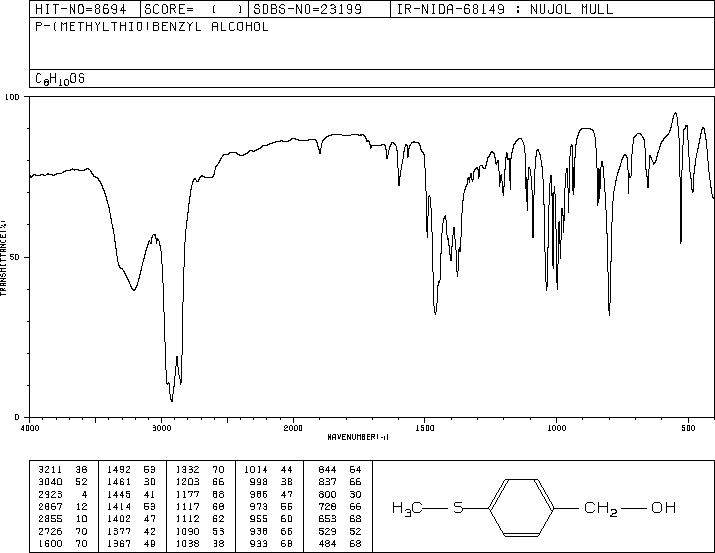 HIT-NO=8694 SCORE= ( ) SDBS-NO=23199 IR-NIDA-68149 : NUJOL MULL
P-(METHYLTHIO)BENZYL ALCOHOL
C8H10OS
100
50
0
TRANSMITTANCE(%)
4000 3000 2000 1500 1000 500
WAVENUMBER(-1)
3211 36 1492 53 1332 70 1014 44 844 64
3040 52 1461 30 1203 66 998 38 837 66
2923 4 1445 41 1177 68 986 47 800 30
2867 12 1414 53 1117 68 973 55 728 66
2855 10 1402 47 1112 62 955 60 653 68
2726 70 1377 42 1090 53 938 66 529 52
1600 70 1367 49 1038 38 933 68 484 68
H3C S CH2 OH